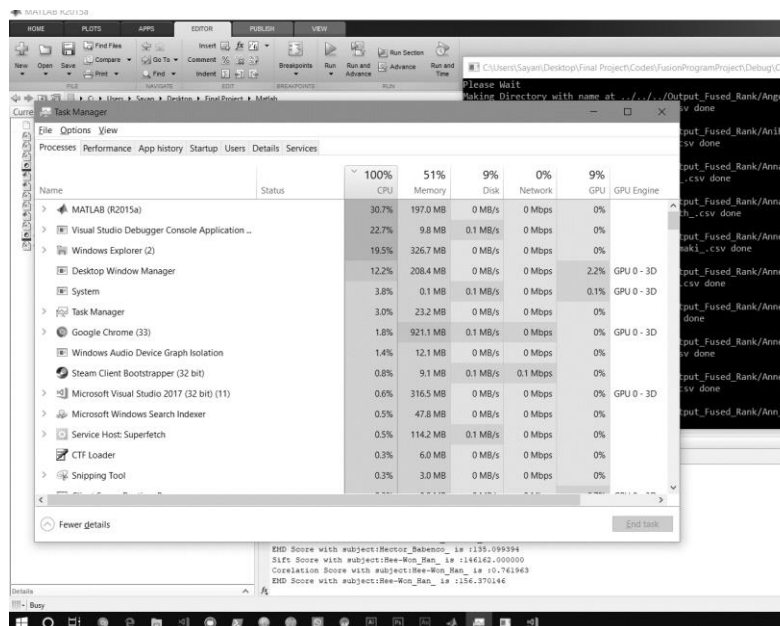 MATLAB R2015a
HOME PLOTS APPS EDITOR PUBLISH VIEW
New Open Save Find Files Compare Print Go To Find Insert fx Comment Indent Breakpoints Run Run and Advance Run Section Advance Run and Time
FILE NAVIGATE EDIT BREAKPOINTS RUN
C:\Users\Sayan\Desktop\Final Project\Codes\FusionProgramProject\Debug\C
Please Wait
Making Directory with name at ../../../Output_Fused_Rank/Ange
sv done
C: Users Sayan Desktop Final Project Matlab
Curre
Task Manager
File Options View
Processes Performance App history Startup Users Details Services
100% 51% 9% 0% 9%
Name Status CPU Memory Disk Network GPU GPU Engine
MATLAB (R2015a) 30.7% 197.0 MB 0 MB/s 0 Mbps 0%
Visual Studio Debugger Console Application ... 22.7% 9.8 MB 0.1 MB/s 0 Mbps 0%
Windows Explorer (2) 19.5% 326.7 MB 0 MB/s 0 Mbps 0%
Desktop Window Manager 12.2% 208.4 MB 0 MB/s 0 Mbps 2.2% GPU 0 - 3D
System 3.8% 0.1 MB 0.1 MB/s 0 Mbps 0.1% GPU 0 - 3D
Task Manager 3.0% 23.2 MB 0 MB/s 0 Mbps 0%
Google Chrome (33) 1.8% 921.1 MB 0.1 MB/s 0 Mbps 0% GPU 0 - 3D
Windows Audio Device Graph Isolation 1.4% 12.1 MB 0 MB/s 0 Mbps 0%
Steam Client Bootstrapper (32 bit) 0.8% 9.1 MB 0.1 MB/s 0.1 Mbps 0%
Microsoft Visual Studio 2017 (32 bit) (11) 0.6% 316.5 MB 0 MB/s 0 Mbps 0% GPU 0 - 3D
Microsoft Windows Search Indexer 0.5% 47.8 MB 0 MB/s 0 Mbps 0%
Service Host: Superfetch 0.5% 114.2 MB 0.1 MB/s 0 Mbps 0%
CTF Loader 0.3% 6.0 MB 0 MB/s 0 Mbps 0%
Snipping Tool 0.3% 3.0 MB 0 MB/s 0 Mbps 0%
Fewer details End task
tput_Fused_Rank/Anil
csv done
tput_Fused_Rank/Anna
_.csv done
tput_Fused_Rank/Anna
th_.csv done
tput_Fused_Rank/Anne
maki_.csv done
tput_Fused_Rank/Anne
.csv done
tput_Fused_Rank/Anne
done
tput_Fused_Rank/Anne
sv done
tput_Fused_Rank/Anne
sv done
tput_Fused_Rank/Ann
EMD Score with subject:Hector_Babenco_ is :135.099394
Sift Score with subject:Hee-Won_Han_ is :146162.000000
Corelation Score with subject:Hee-Won_Han_ is :0.761963
EMD Score with subject:Hee-Won_Han_ is :156.370146
Details
fx
Busy